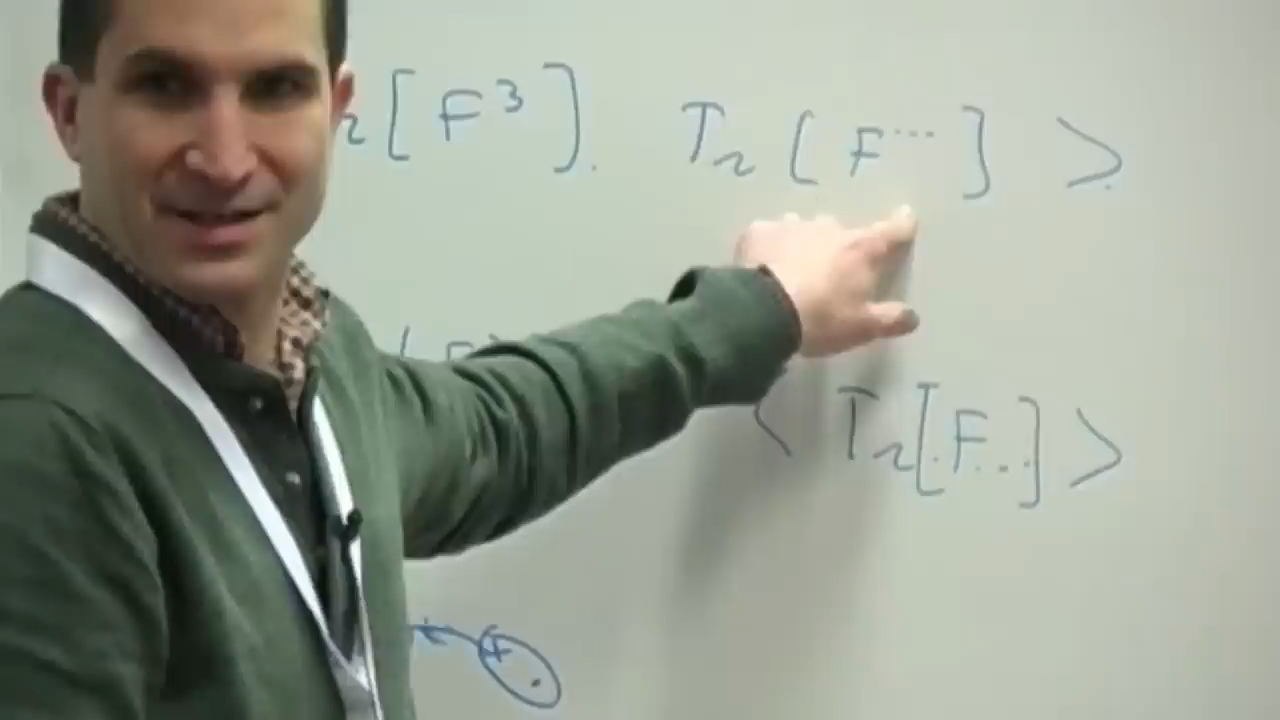 r [ F³ ] . Tr [ F⋯ ] >
< Tr [ . F ... ] >